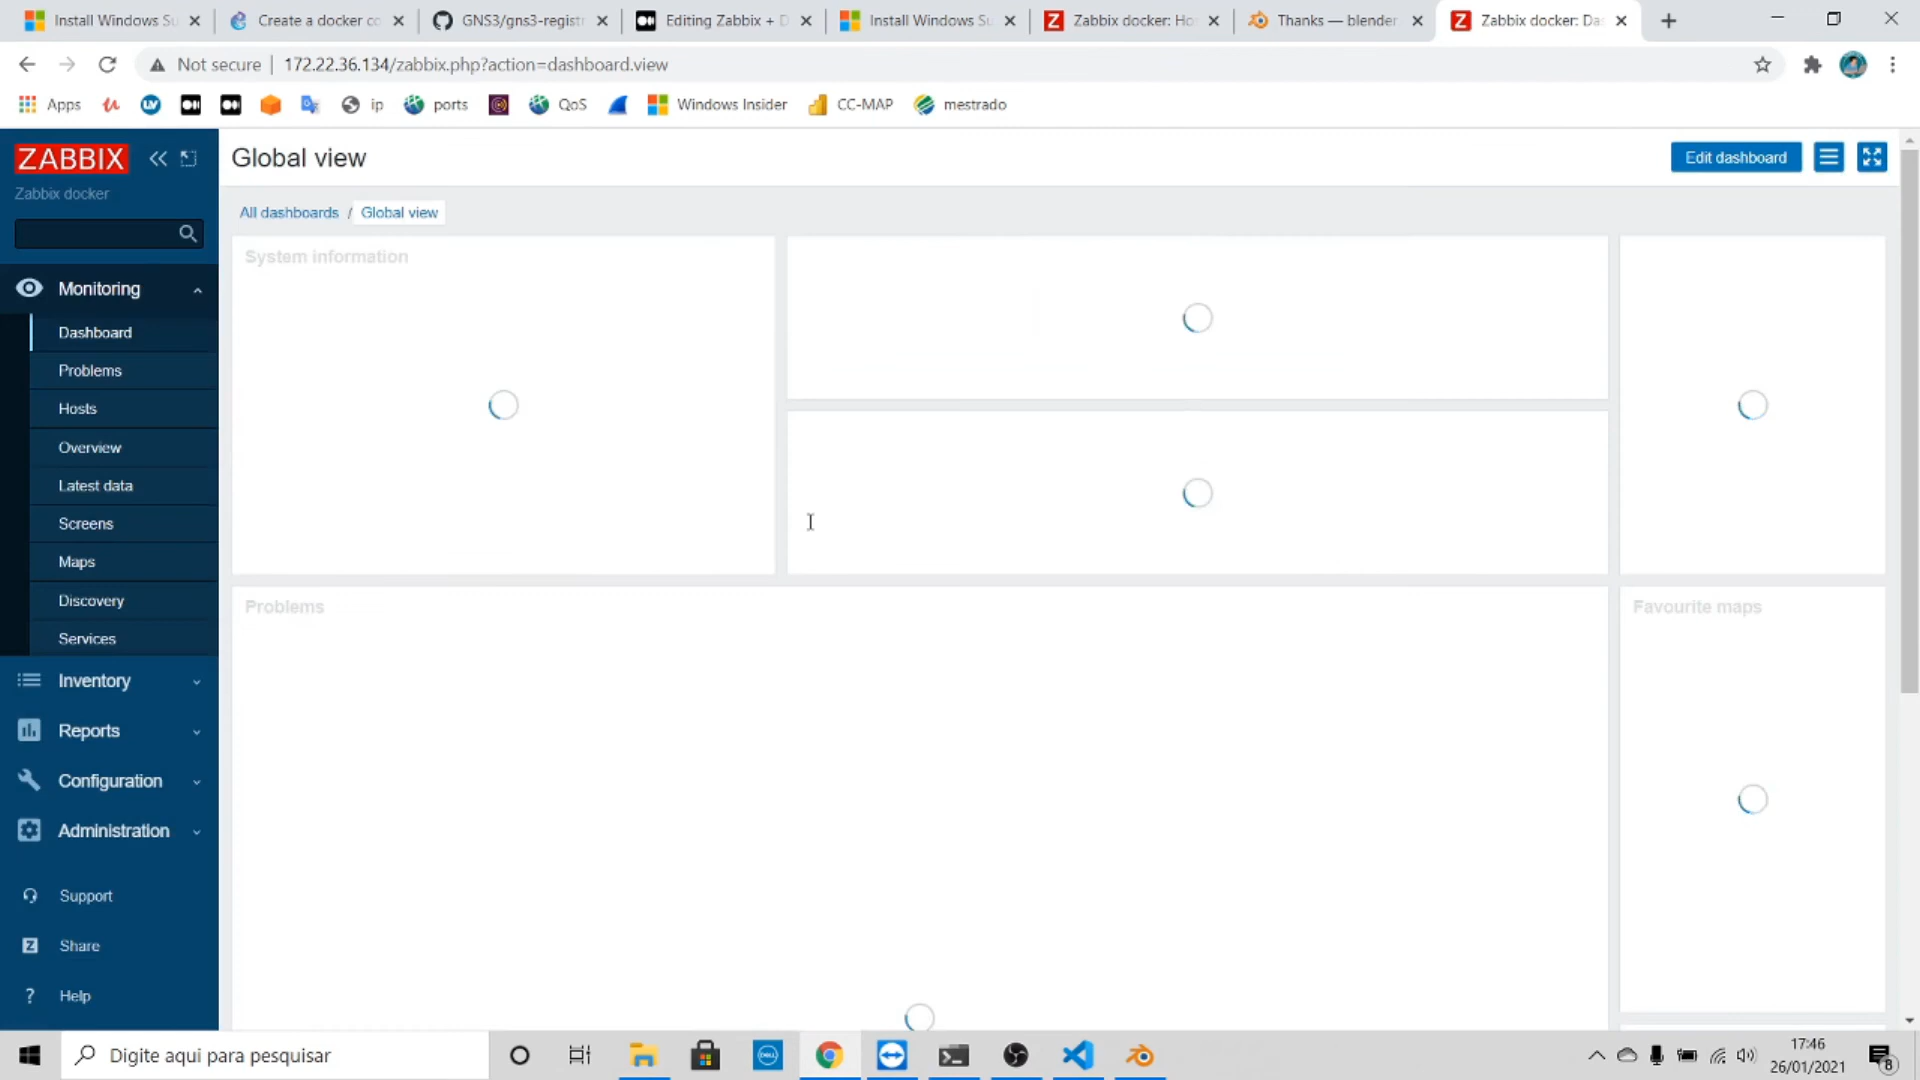 Install Windows Su
Create a docker co
GNS3/gns3-registr
Editing Zabbix + D
Install Windows Su
Zabbix docker: Ho
Thanks — blender
Zabbix docker: Das
Not secure
172.22.36.134/zabbix.php?action=dashboard.view
Apps
ip
ports
QoS
Windows Insider
CC-MAP
mestrado
ZABBIX
Zabbix docker
Global view
Edit dashboard
All dashboards / Global view
Monitoring
Dashboard
Problems
Hosts
Overview
Latest data
Screens
Maps
Discovery
Services
Inventory
Reports
Configuration
Administration
Support
Share
Help
System information
Problems
Favourite maps
Digite aqui para pesquisar
17:46
26/01/2021
8